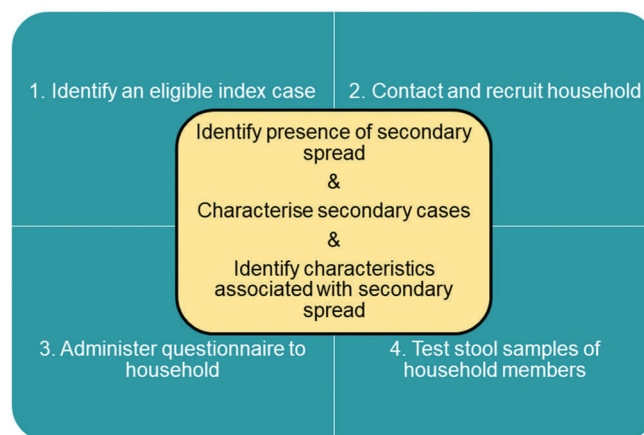 1. Identify an eligible index case
2. Contact and recruit household
Identify presence of secondary
spread
&
Characterise secondary cases
&
Identify characteristics
associated with secondary
spread
3. Administer questionnaire to
household
4. Test stool samples of
household members